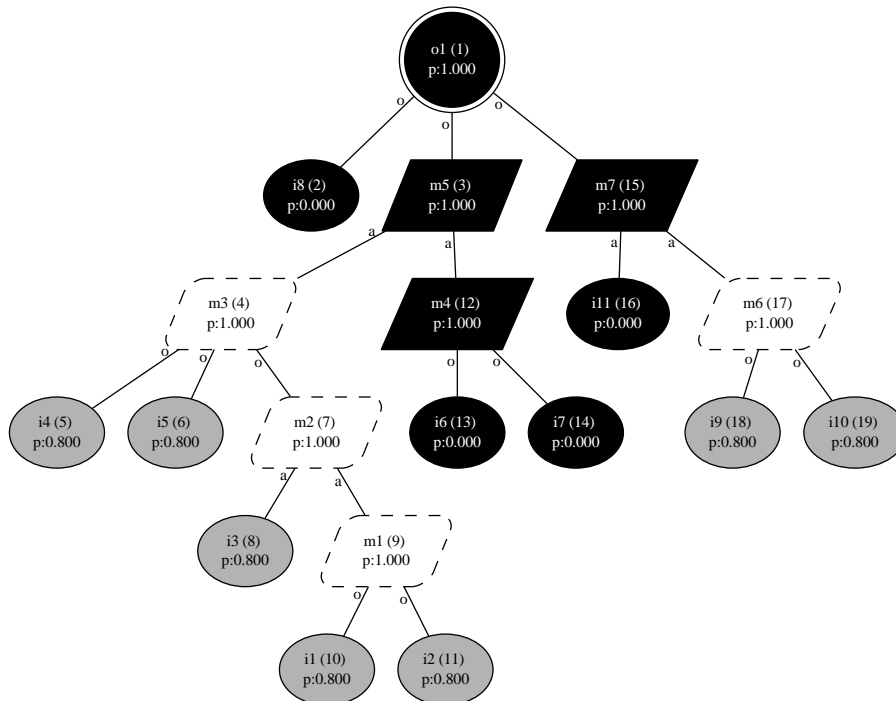 o1 (1)
p:1.000
o
o
o
i8 (2)
p:0.000
m5 (3)
p:1.000
m7 (15)
p:1.000
a
a
a
a
m3 (4)
p:1.000
m4 (12)
p:1.000
i11 (16)
p:0.000
m6 (17)
p:1.000
o
o
o
o
o
o
o
i4 (5)
p:0.800
i5 (6)
p:0.800
m2 (7)
p:1.000
i6 (13)
p:0.000
i7 (14)
p:0.000
i9 (18)
p:0.800
i10 (19)
p:0.800
a
a
i3 (8)
p:0.800
m1 (9)
p:1.000
o
o
i1 (10)
p:0.800
i2 (11)
p:0.800